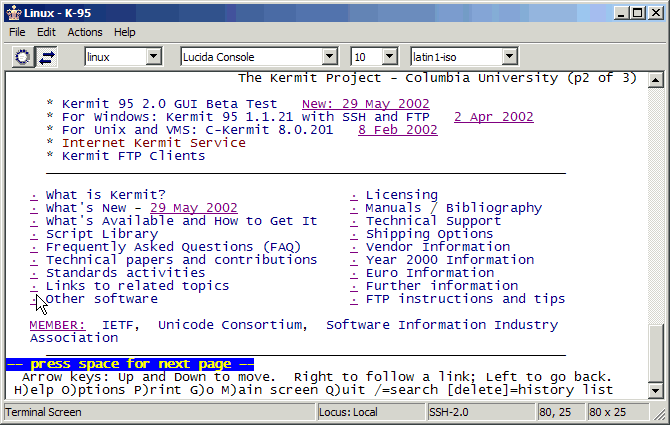 Linux - K-95
File Edit Actions Help
linux Lucida Console 10 latin1-iso
The Kermit Project - Columbia University (p2 of 3)
* Kermit 95 2.0 GUI Beta Test New: 29 May 2002
* For Windows: Kermit 95 1.1.21 with SSH and FTP 2 Apr 2002
* For Unix and VMS: C-Kermit 8.0.201 8 Feb 2002
* Internet Kermit Service
* Kermit FTP Clients
. What is Kermit? . Licensing
. What's New - 29 May 2002 . Manuals / Bibliography
. What's Available and How to Get It . Technical Support
. Script Library . Shipping Options
. Frequently Asked Questions (FAQ) . Vendor Information
. Technical papers and contributions . Year 2000 Information
. Standards activities . Euro Information
. Links to related topics . Further information
. Other software . FTP instructions and tips
MEMBER: IETF, Unicode Consortium, Software Information Industry
Association
-- press space for next page --
Arrow keys: Up and Down to move. Right to follow a link; Left to go back.
H)elp O)ptions P)rint G)o M)ain screen Q)uit /=search [delete]=history list
Terminal Screen Locus: Local SSH-2.0 80, 25 80 x 25